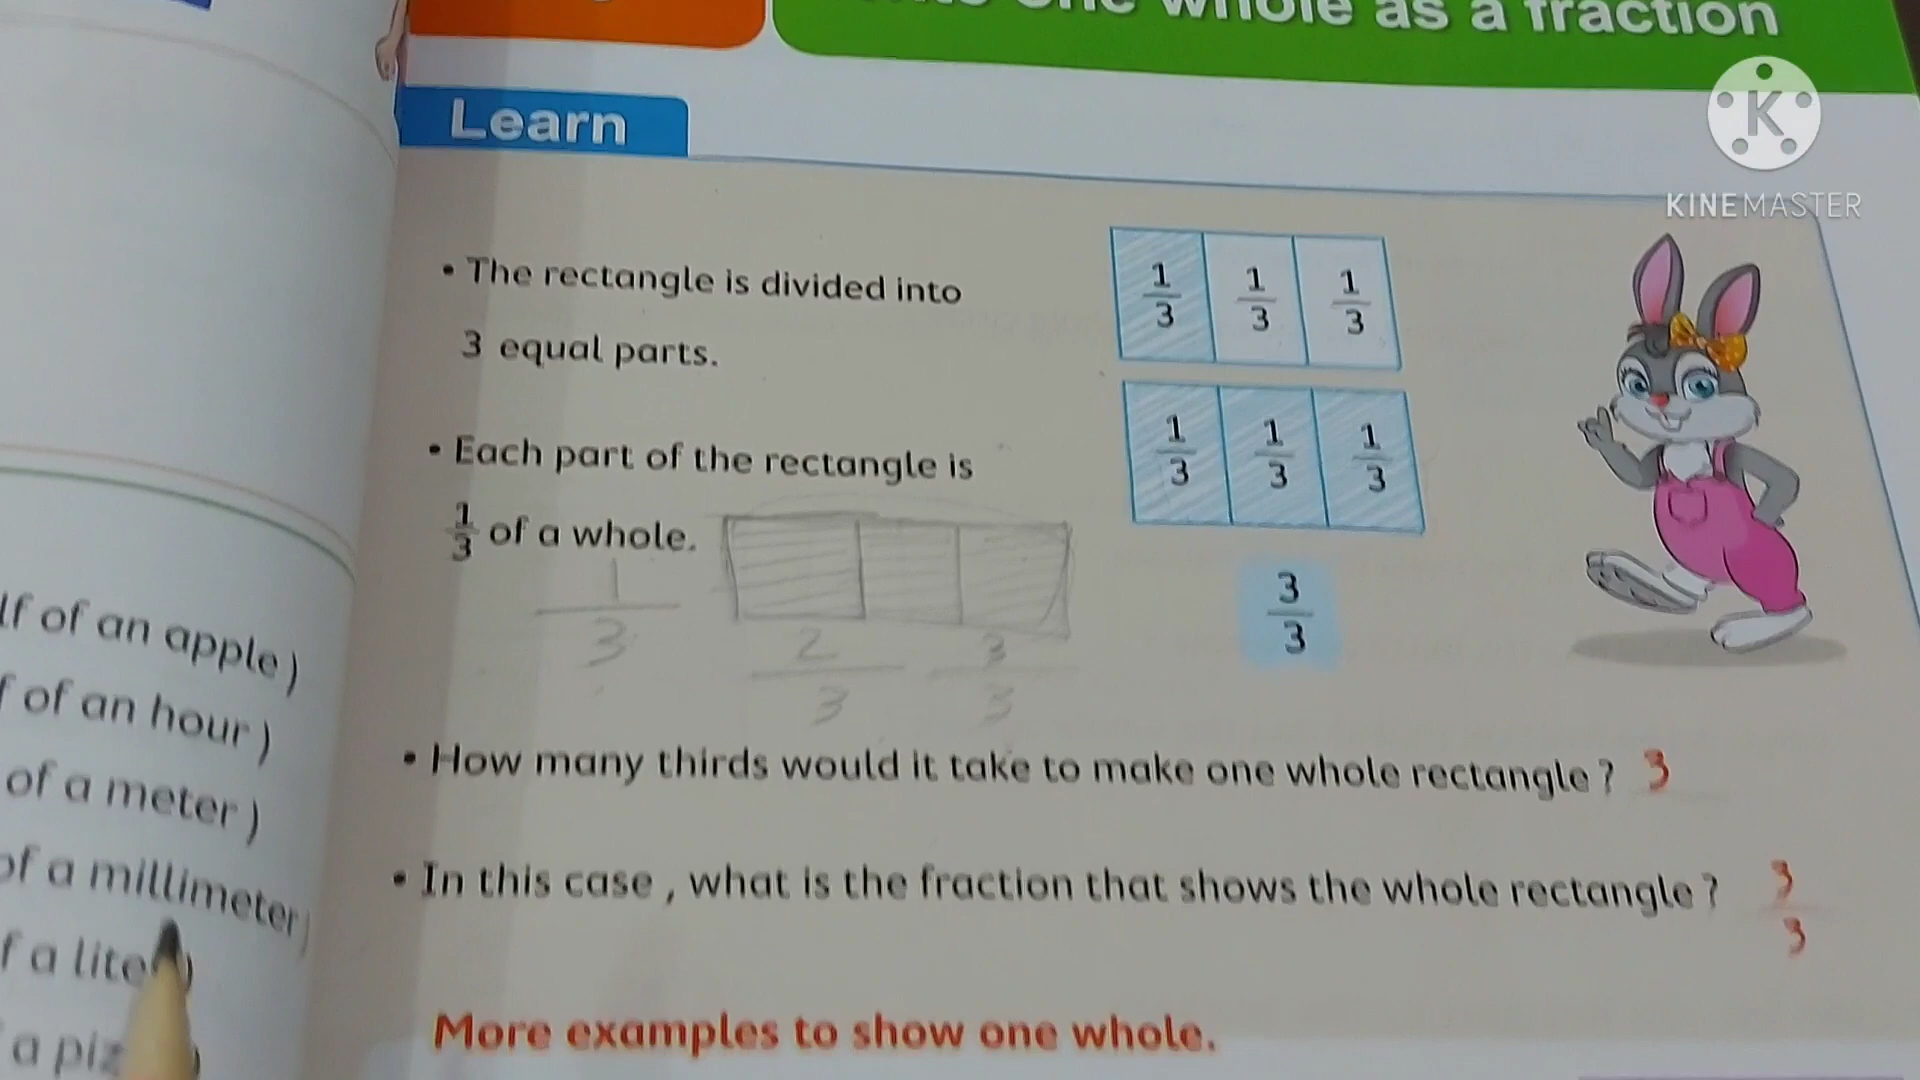 one whole as a fraction
Learn
KINEMASTER
• The rectangle is divided into
3 equal parts.
1/3 1/3 1/3
• Each part of the rectangle is
1/3 of a whole.
1/3 1/3 1/3
3/3
1/3 2/3 3/3
• How many thirds would it take to make one whole rectangle ? 3
• In this case , what is the fraction that shows the whole rectangle ? 3/3
More examples to show one whole.
of an apple )
of an hour )
of a meter )
of a millimeter )
a
a